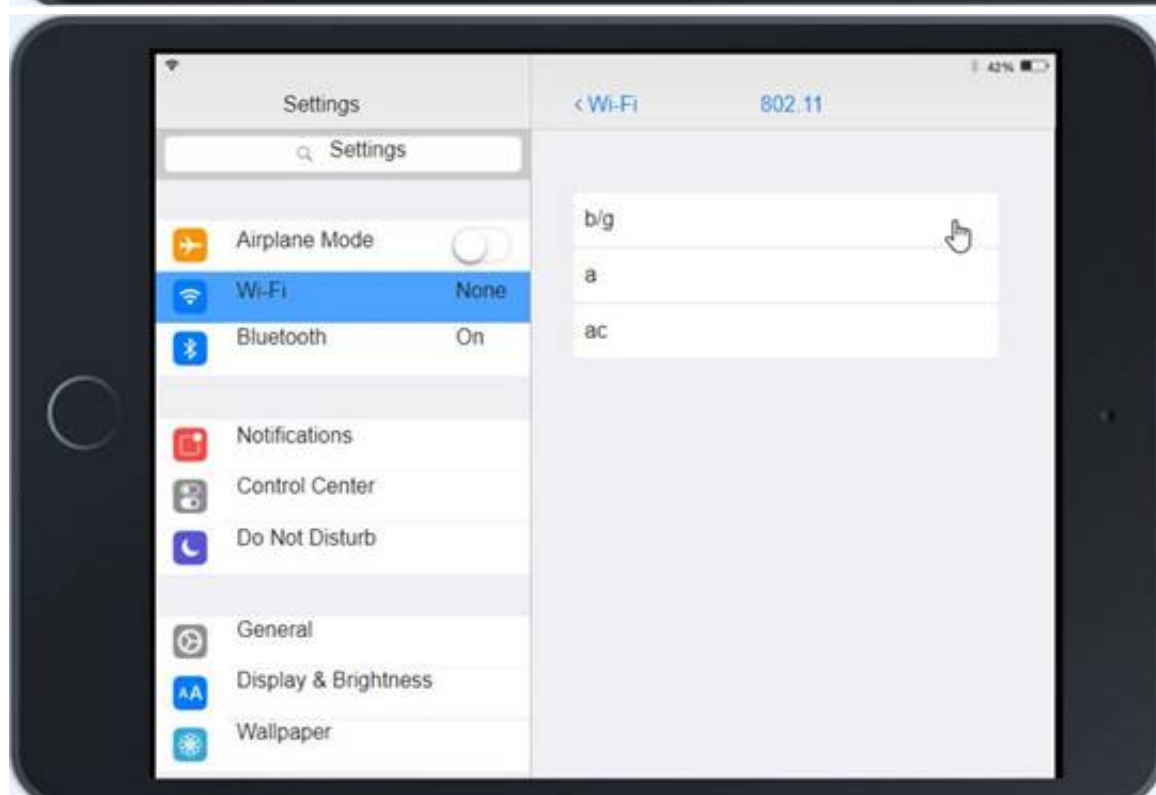 42%
Settings
< Wi-Fi 802.11
Settings
Airplane Mode
Wi-Fi None
Bluetooth On
Notifications
Control Center
Do Not Disturb
General
AA Display & Brightness
Wallpaper
b/g
a
ac